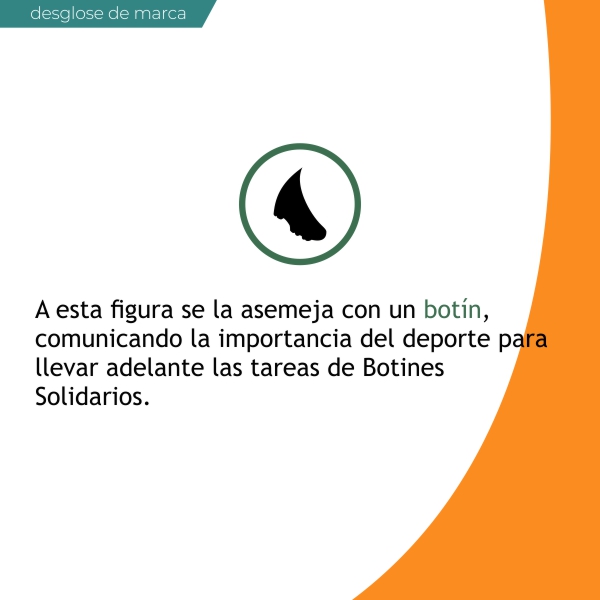 desglose de marca
A esta figura se la asemeja con un botín,
comunicando la importancia del deporte para
llevar adelante las tareas de Botines
Solidarios.